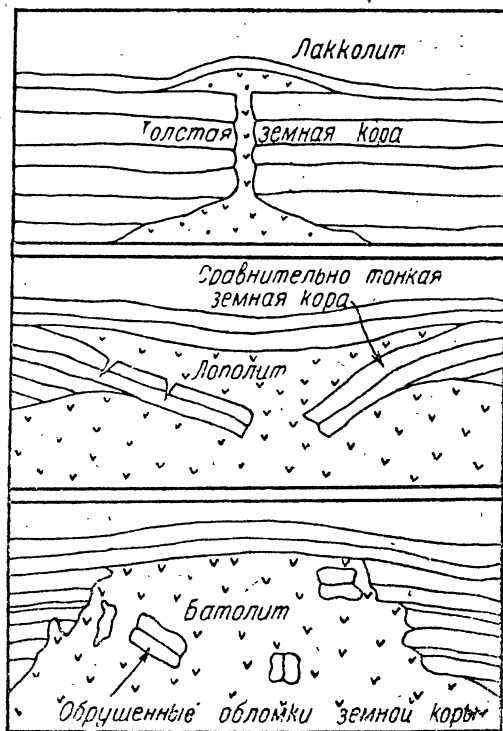 Лакколит
Толстая земная кора
Сравнительно тонкая
земная кора
Лополит
Батолит
Обрушенные обломки земной коры